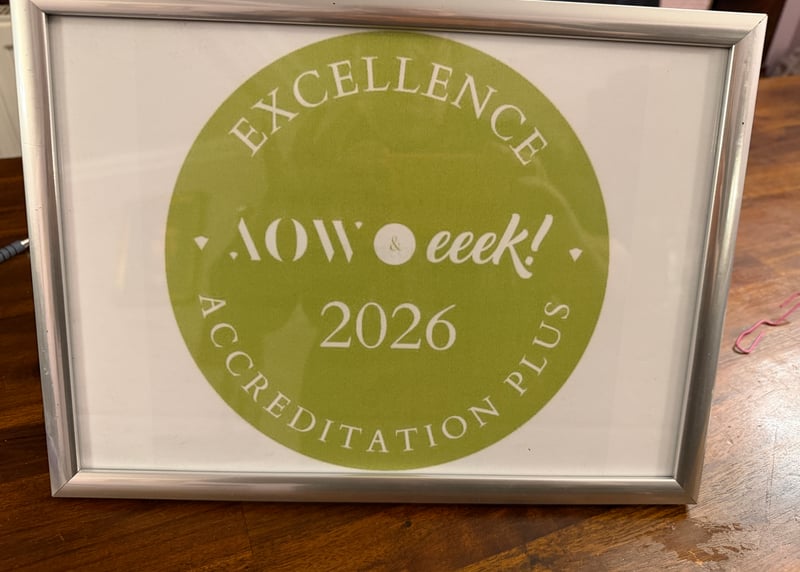 EXCELLENCE
AOW & eeek!
2026
ACCREDITATION PLUS